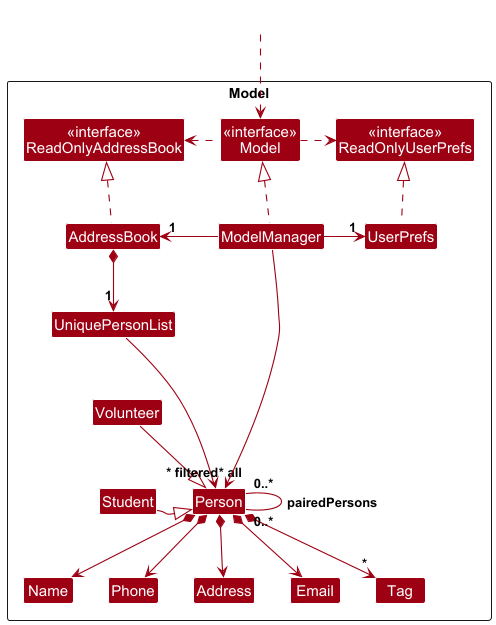 Model
«interface»
ReadOnlyAddressBook
«interface»
Model
«interface»
ReadOnlyUserPrefs
AddressBook
1
ModelManager
1
UserPrefs
1
UniquePersonList
Volunteer
* filtered
* all
Student
Person
0..*
pairedPersons
0..*
Name
Phone
Address
Email
*
Tag